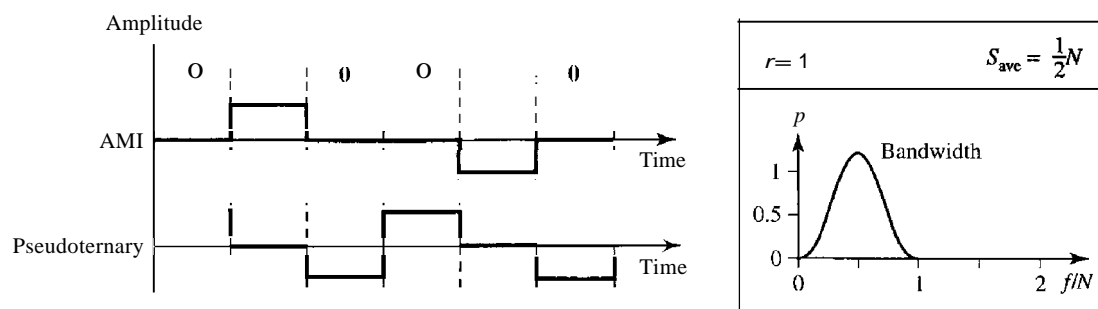 Amplitude
O 0 O 0
AMI
Time
Pseudoternary
Time
r = 1 S_ave = 1/2 N
p
Bandwidth
1
0.5
0
0 1 2 f/N